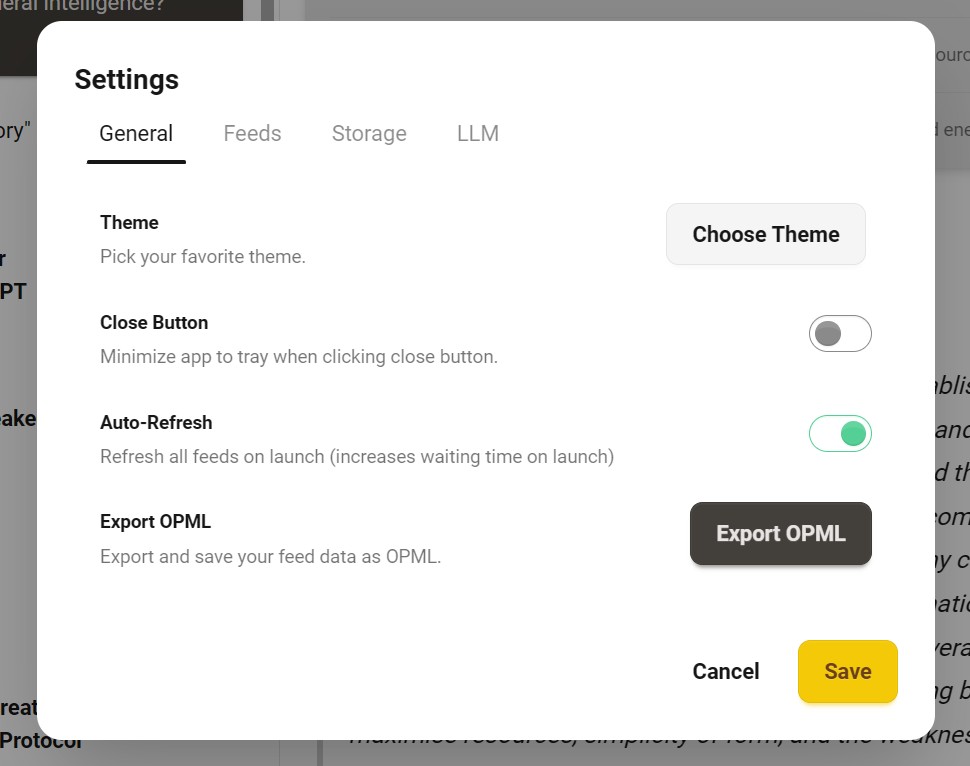 eral intelligence?
Settings
General Feeds Storage LLM
Theme
Pick your favorite theme.
Choose Theme
Close Button
Minimize app to tray when clicking close button.
Auto-Refresh
Refresh all feeds on launch (increases waiting time on launch)
Export OPML
Export and save your feed data as OPML.
Export OPML
Cancel Save
ory"
r
PT
eake
reat
Protocol
ourc
d ene
ablis
and
d th
com
ny c
natio
vera
ng b
maximise resources, simplicity of form, and the weaknes